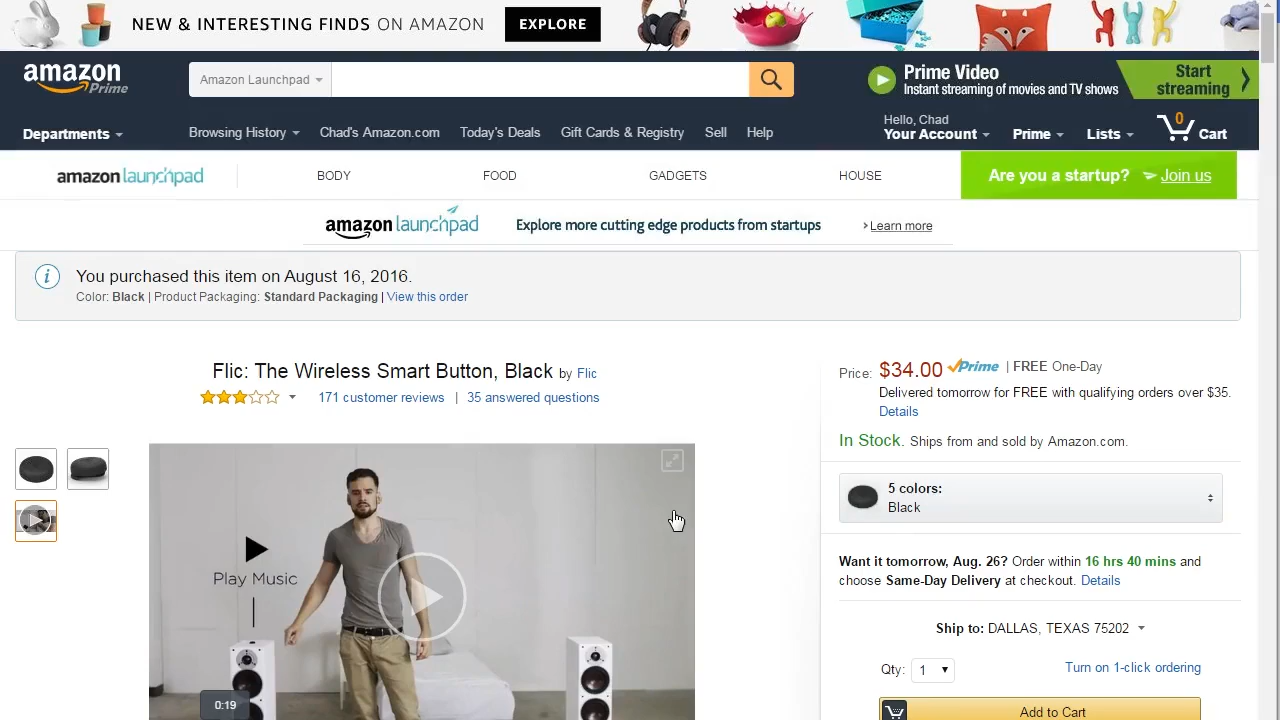 NEW & INTERESTING FINDS ON AMAZON EXPLORE
amazon Prime
Amazon Launchpad
Prime Video
Instant streaming of movies and TV shows
Start streaming
Departments
Browsing History
Chad's Amazon.com
Today's Deals
Gift Cards & Registry
Sell
Help
Hello, Chad
Your Account
Prime
Lists
0
Cart
amazon launchpad
BODY
FOOD
GADGETS
HOUSE
Are you a startup? Join us
amazon launchpad Explore more cutting edge products from startups › Learn more
i
You purchased this item on August 16, 2016.
Color: Black | Product Packaging: Standard Packaging | View this order
Flic: The Wireless Smart Button, Black by Flic
171 customer reviews | 35 answered questions
Play Music
0:19
Price: $34.00 Prime | FREE One-Day
Delivered tomorrow for FREE with qualifying orders over $35.
Details
In Stock. Ships from and sold by Amazon.com.
5 colors:
Black
Want it tomorrow, Aug. 26? Order within 16 hrs 40 mins and
choose Same-Day Delivery at checkout. Details
Ship to: DALLAS, TEXAS 75202
Qty: 1
Turn on 1-click ordering
Add to Cart